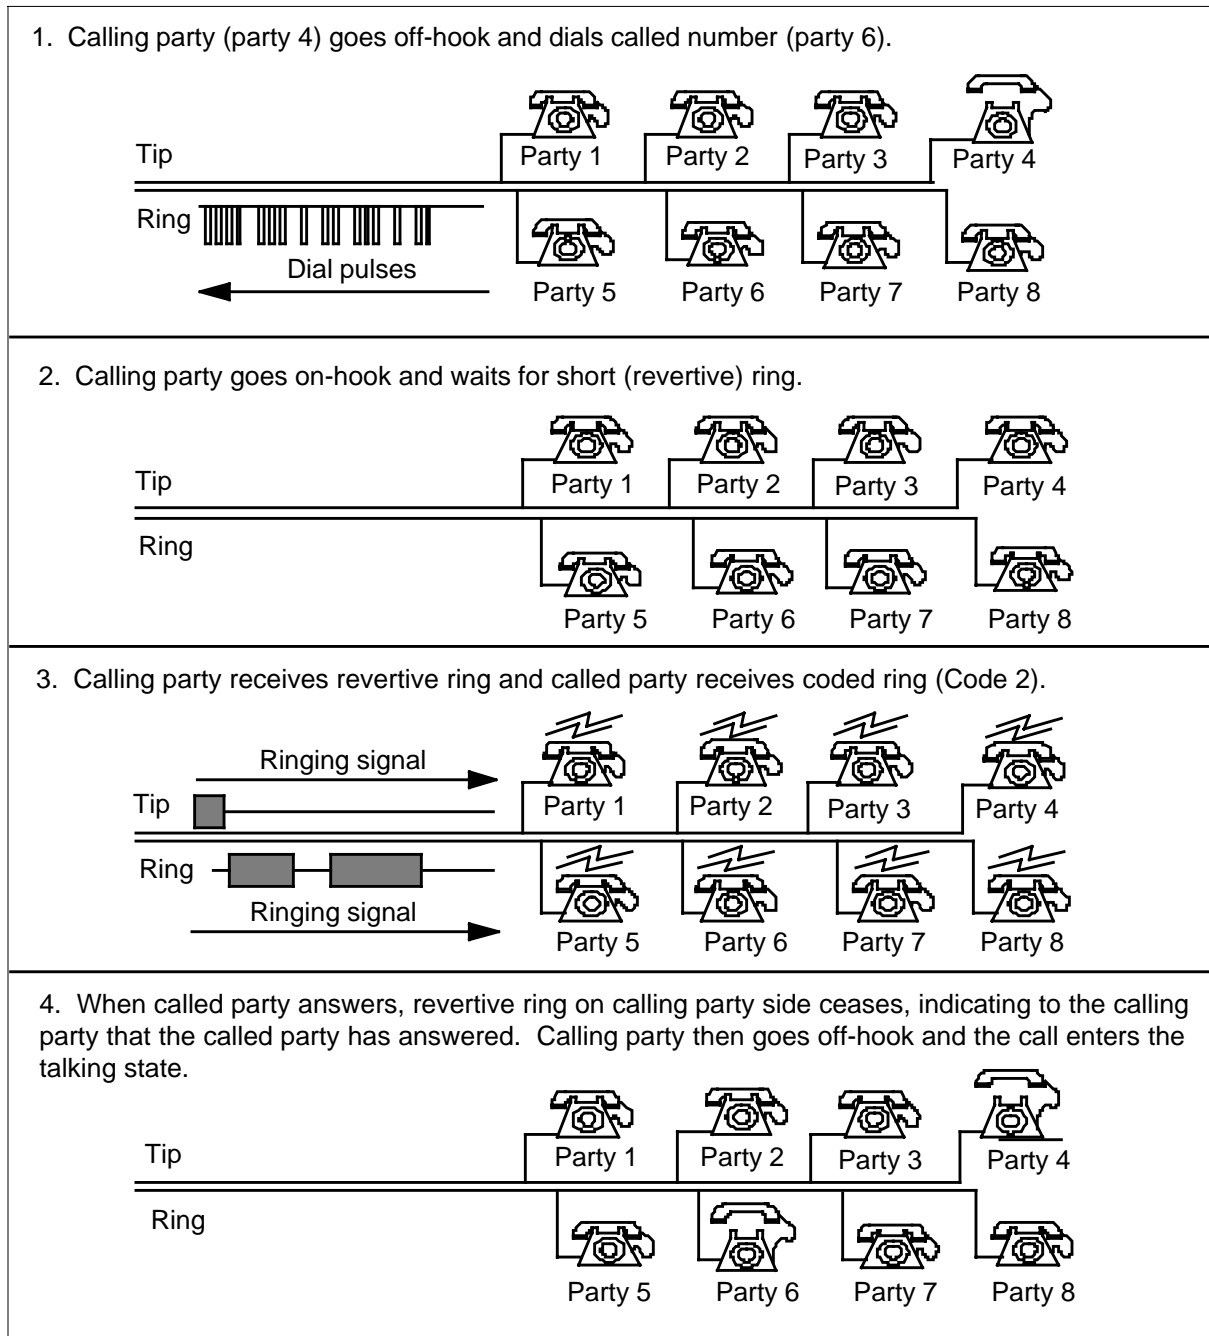 1. Calling party (party 4) goes off-hook and dials called number (party 6).
Party 1
Party 2
Party 3
Party 4
Tip
Ring
Dial pulses
Party 5
Party 6
Party 7
Party 8
2. Calling party goes on-hook and waits for short (revertive) ring.
Tip
Party 1
Party 2
Party 3
Party 4
Ring
Party 5
Party 6
Party 7
Party 8
3. Calling party receives revertive ring and called party receives coded ring (Code 2).
Ringing signal
Tip
Party 1
Party 2
Party 3
Party 4
Ring
Ringing signal
Party 5
Party 6
Party 7
Party 8
4. When called party answers, revertive ring on calling party side ceases, indicating to the calling
party that the called party has answered. Calling party then goes off-hook and the call enters the
talking state.
Tip
Party 1
Party 2
Party 3
Party 4
Ring
Party 5
Party 6
Party 7
Party 8